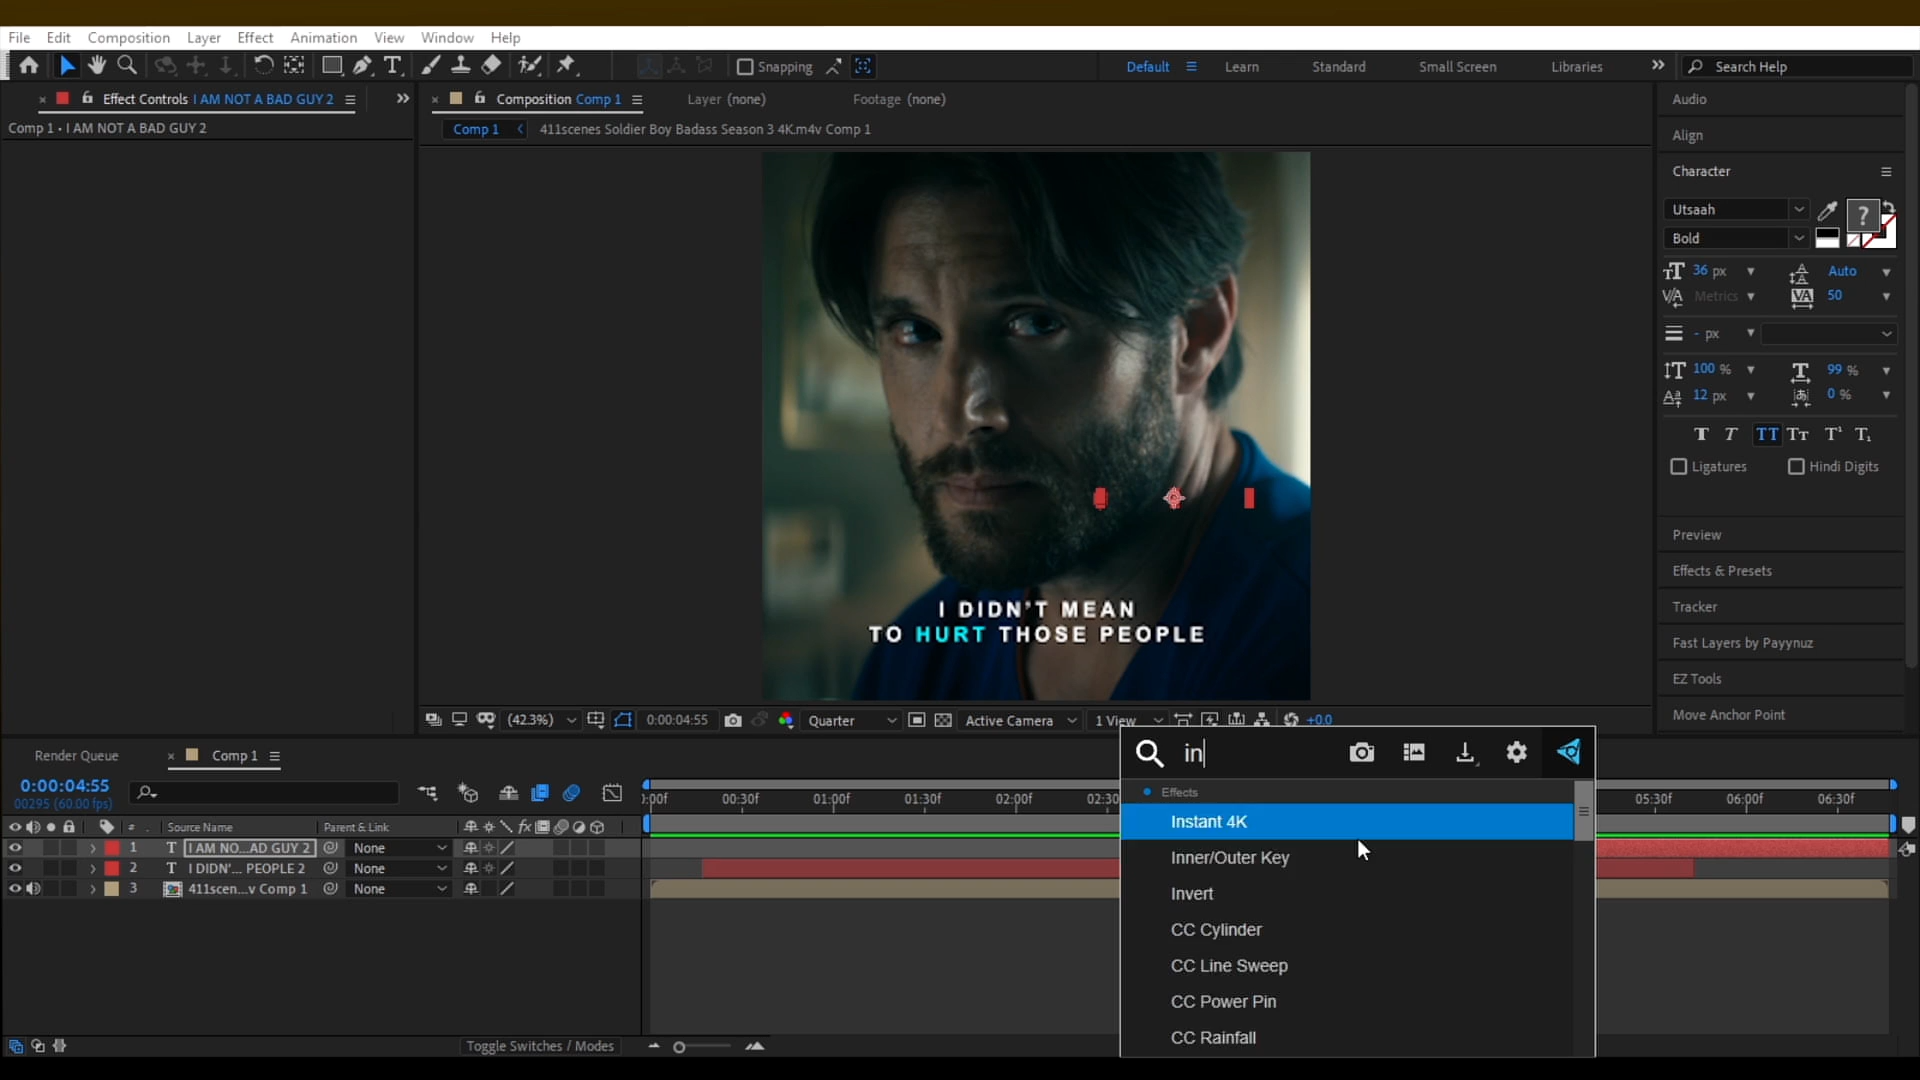 File Edit Composition Layer Effect Animation View Window Help
Snapping Default Learn Standard Small Screen Libraries Search Help
Effect Controls I AM NOT A BAD GUY 2
Composition Comp 1
Layer (none)
Footage (none)
Audio
Comp 1 • I AM NOT A BAD GUY 2
Comp 1
411scenes Soldier Boy Badass Season 3 4K.m4v Comp 1
Align
Character
Utsaah
Bold
36 px Auto
Metrics 50
- px
100 % 99 %
12 px 0 %
Ligatures Hindi Digits
Preview
Effects & Presets
Tracker
Fast Layers by Payynuz
EZ Tools
Move Anchor Point
I DIDN'T MEAN
TO HURT THOSE PEOPLE
(42.3%) 0:00:04:55 Quarter Active Camera 1 View +0.0
Render Queue Comp 1
0:00:04:55
00295 (60.00 fps)
:00f 00:30f 01:00f 01:30f 02:00f 02:30 05:30f 06:00f 06:30f
# Source Name Parent & Link
1 T I AM NO...AD GUY 2 None
2 T I DIDN'... PEOPLE 2 None
3 411scen...v Comp 1 None
Toggle Switches / Modes
in
Effects
Instant 4K
Inner/Outer Key
Invert
CC Cylinder
CC Line Sweep
CC Power Pin
CC Rainfall